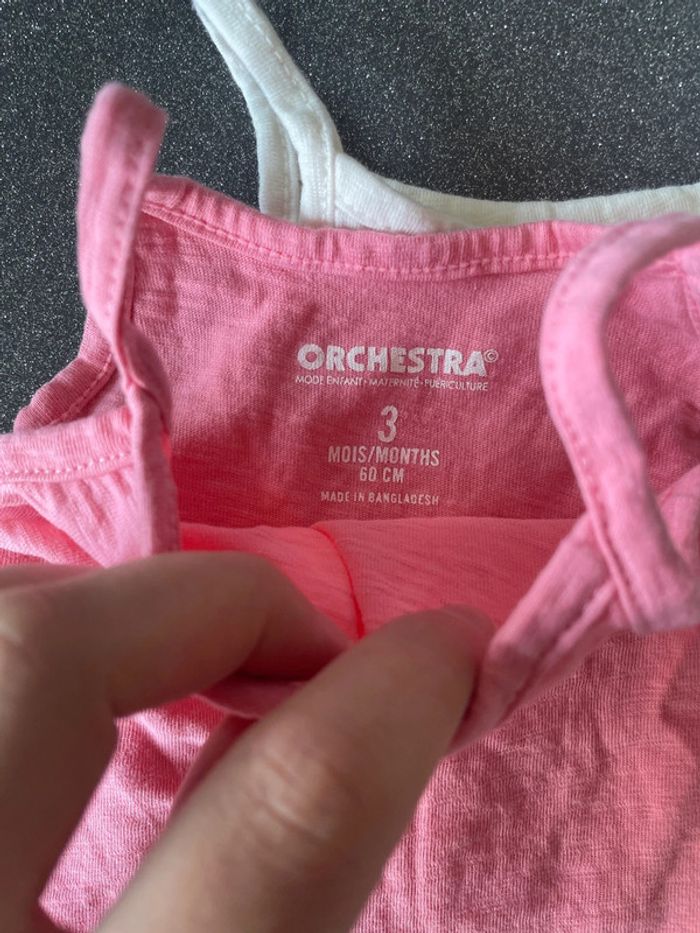 ORCHESTRA©
MODE ENFANT • MATERNITÉ • PUÉRICULTURE
3
MOIS/MONTHS
60 CM
MADE IN BANGLADESH